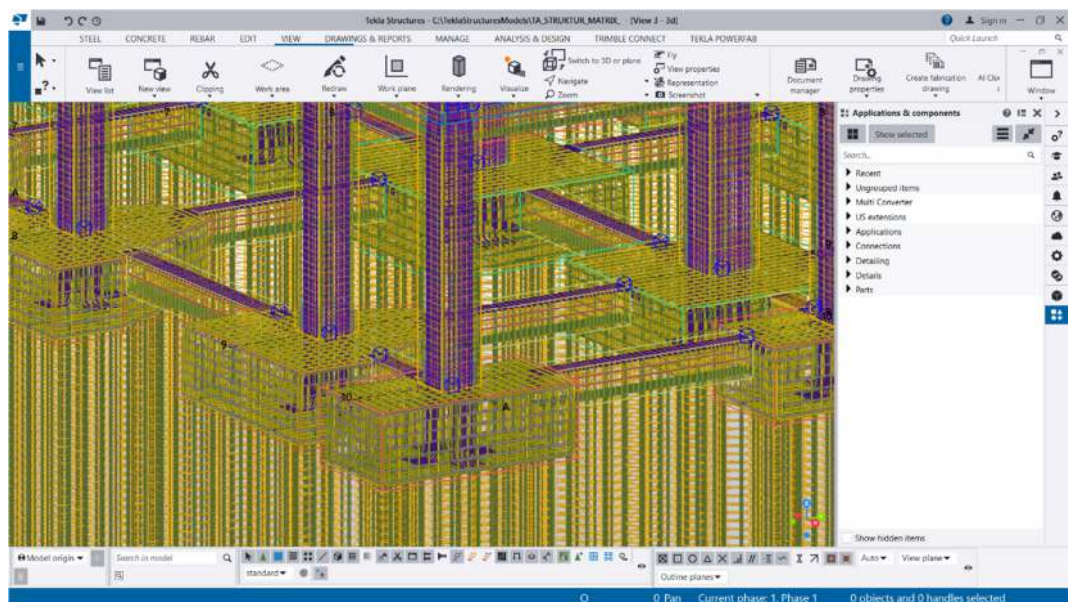 Tekla Structures - C:\TeklaStructuresModels\TA_STRUKTUR_MATRIX_ - [View 3 - 3d]
Sign in
STEEL CONCRETE REBAR EDIT VIEW DRAWINGS & REPORTS MANAGE ANALYSIS & DESIGN TRIMBLE CONNECT TEKLA POWERFAB
Quick Launch
View list
New view
Clipping
Work area
Redraw
Work plane
Rendering
Visualize
Switch to 3D or plane
Navigate
Zoom
Fly
View properties
Representation
Screenshot
Document manager
Drawing properties
Create fabrication drawing
Window
Applications & components
Show selected
Search...
Recent
Ungrouped items
Multi Converter
US extensions
Applications
Connections
Detailing
Details
Parts
A
B
9
10
A
Show hidden items
Model origin
Search in model
standard
Auto
View plane
Outline planes
O
0 Pan
Current phase: 1, Phase 1
0 objects and 0 handles selected